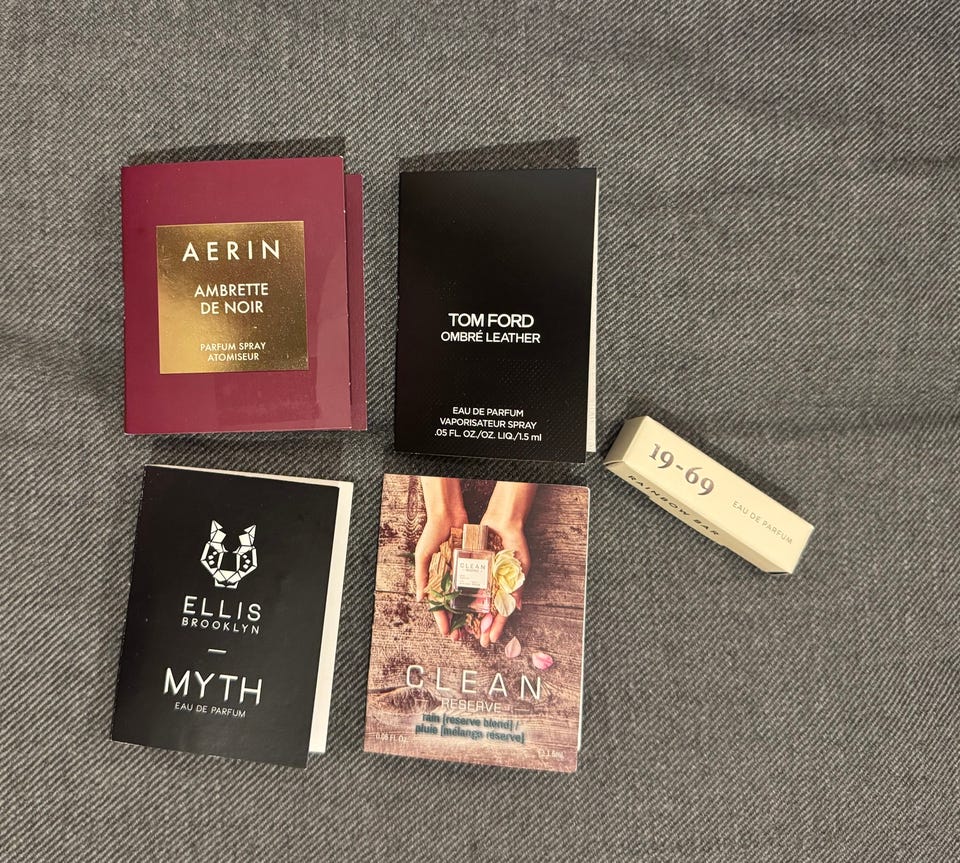 AERIN
AMBRETTE
DE NOIR
PARFUM SPRAY
ATOMISEUR
TOM FORD
OMBRÉ LEATHER
EAU DE PARFUM
VAPORISATEUR SPRAY
.05 FL. OZ./OZ. LIQ./1.5 ml
19-69
EAU DE PARFUM
RAINBOW BAR
ELLIS
BROOKLYN
MYTH
EAU DE PARFUM
CLEAN
CLEAN
RESERVE
rain [reserve blend] /
pluie [mélange réserve]